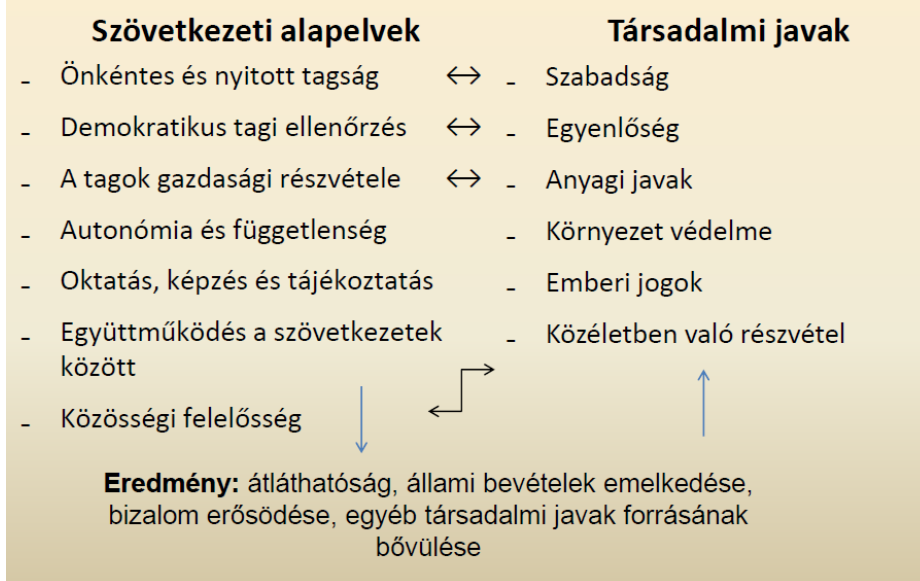 Szövetkezeti alapelvek
- Önkéntes és nyitott tagság ↔
- Demokratikus tagi ellenőrzés ↔
- A tagok gazdasági részvétele ↔
- Autonómia és függetlenség
- Oktatás, képzés és tájékoztatás
- Együttműködés a szövetkezetek
között
- Közösségi felelősség
Társadalmi javak
- Szabadság
- Egyenlőség
- Anyagi javak
- Környezet védelme
- Emberi jogok
- Közéletben való részvétel
Eredmény: átláthatóság, állami bevételek emelkedése,
bizalom erősödése, egyéb társadalmi javak forrásának
bővülése